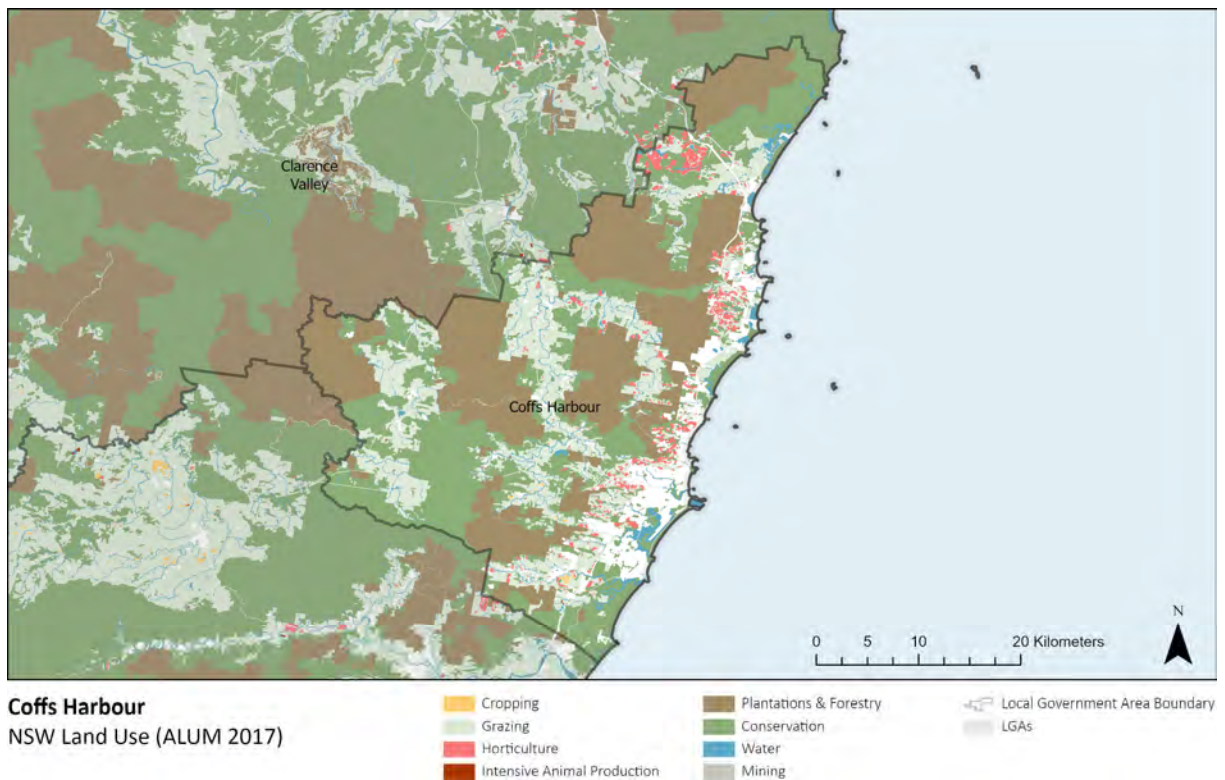 Clarence
Valley
Coffs Harbour
N
0 5 10 20 Kilometers
Coffs Harbour
NSW Land Use (ALUM 2017)
Cropping
Grazing
Horticulture
Intensive Animal Production
Plantations & Forestry
Conservation
Water
Mining
Local Government Area Boundary
LGAs